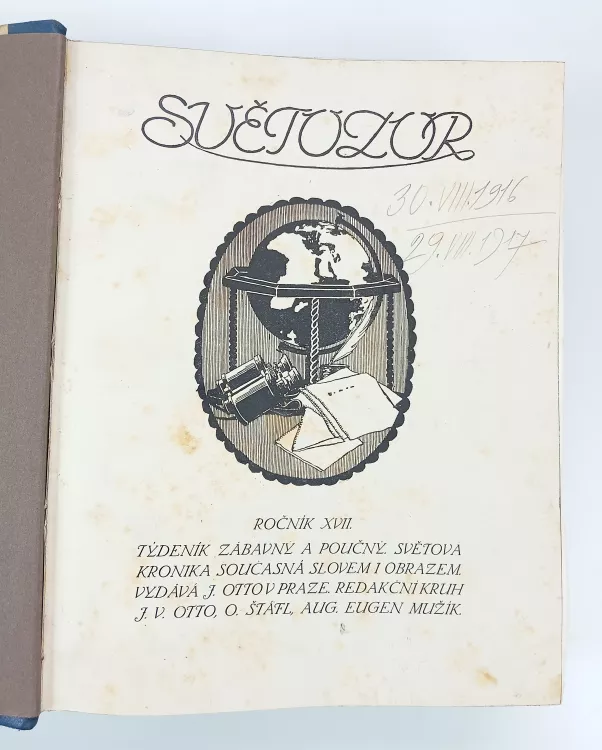 SVĚTOZOR
30. VIII. 1916
29. VIII. 1917
ROČNÍK XVII.
TÝDENÍK ZÁBAVNÝ A POUČNÝ. SVĚTOVA
KRONIKA SOUČASNÁ SLOVEM I OBRAZEM.
VYDÁVÁ J. OTTO V PRAZE. REDAKČNÍ KRUH
J. V. OTTO, O. ŠTÁFL, AUG. EUGEN MUŽÍK.